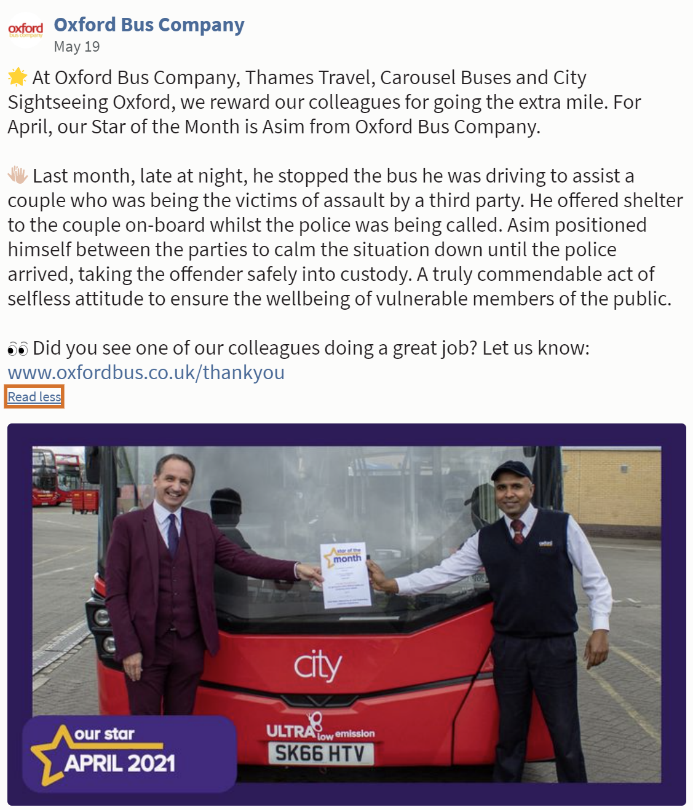 oxford
bus company
Oxford Bus Company
May 19
🌟 At Oxford Bus Company, Thames Travel, Carousel Buses and City
Sightseeing Oxford, we reward our colleagues for going the extra mile. For
April, our Star of the Month is Asim from Oxford Bus Company.
👋🏼 Last month, late at night, he stopped the bus he was driving to assist a
couple who was being the victims of assault by a third party. He offered shelter
to the couple on-board whilst the police was being called. Asim positioned
himself between the parties to calm the situation down until the police
arrived, taking the offender safely into custody. A truly commendable act of
selfless attitude to ensure the wellbeing of vulnerable members of the public.
👀 Did you see one of our colleagues doing a great job? Let us know:
www.oxfordbus.co.uk/thankyou
Read less
star of the
month
oxford
city
ULTRA low emission
SK66 HTV
our star
APRIL 2021